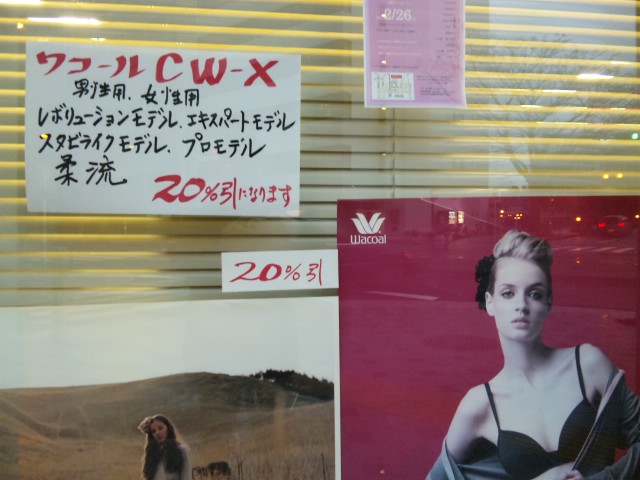 ワコール CW-X
男性用、女性用
レボリューションモデル、エキスパートモデル
スタビライクモデル、プロモデル
柔流
20%引になります
2/26
Wacoal
20%引